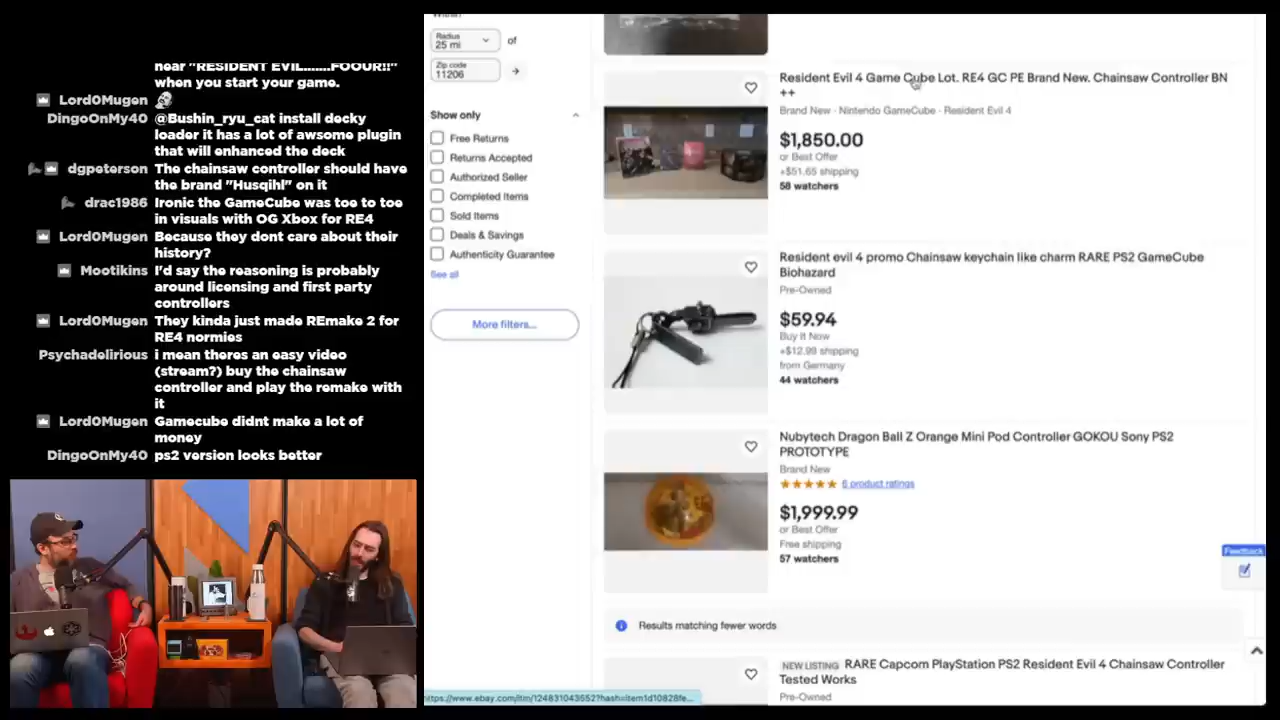 near "RESIDENT EVIL.......FOOUR!!"
when you start your game.
LordOMugen
DingoOnMy40 @aushin_ryu_ejuinstall decky
loader it has a lot of awsome plugin
that will enhanced the deck
The chainsaw controller should have
the brand "Husqihl" on it
Ironic the GameCube was toe to toe
in visuals with OG Xbox for RE4
LordOMugen Because they dont care about their
history?
I'd say the reasoning is probably
around licensing and first party
controllers
LordOMugen They kinda just made REmake 2 for
RE4 normies
i mean theres an easy video
(stream?) buy the chainsaw
controller and play the remake with
it
LordOMugen Gamecube didnt make a lot of
money
DingoOnMy40 ps2 version looks better
Within
Radius
25 mi
of
Zip code
11206
Show only
Free Returns
Returns Accepted
Authorized Seller
Completed Items
Sold Items
Deals & Savings
Authenticity Guarantee
See all
More filters...
Resident Evil 4 Game Cube Lot. RE4 GC PE Brand New. Chainsaw Controller BN
++
Brand New · Nintendo GameCube · Resident Evil 4
$1,850.00
or Best Offer
+$51.65 shipping
58 watchers
Resident evil 4 promo Chainsaw keychain like charm RARE PS2 GameCube
Biohazard
Pre-Owned
$59.94
Buy It Now
+$12.99 shipping
from Germany
44 watchers
Nubytech Dragon Ball Z Orange Mini Pod Controller GOKOU Sony PS2
PROTOTYPE
Brand New
6 product ratings
$1,999.99
or Best Offer
Free shipping
57 watchers
Feedback
Results matching fewer words
NEW LISTING RARE Capcom PlayStation PS2 Resident Evil 4 Chainsaw Controller
Tested Works
Pre-Owned